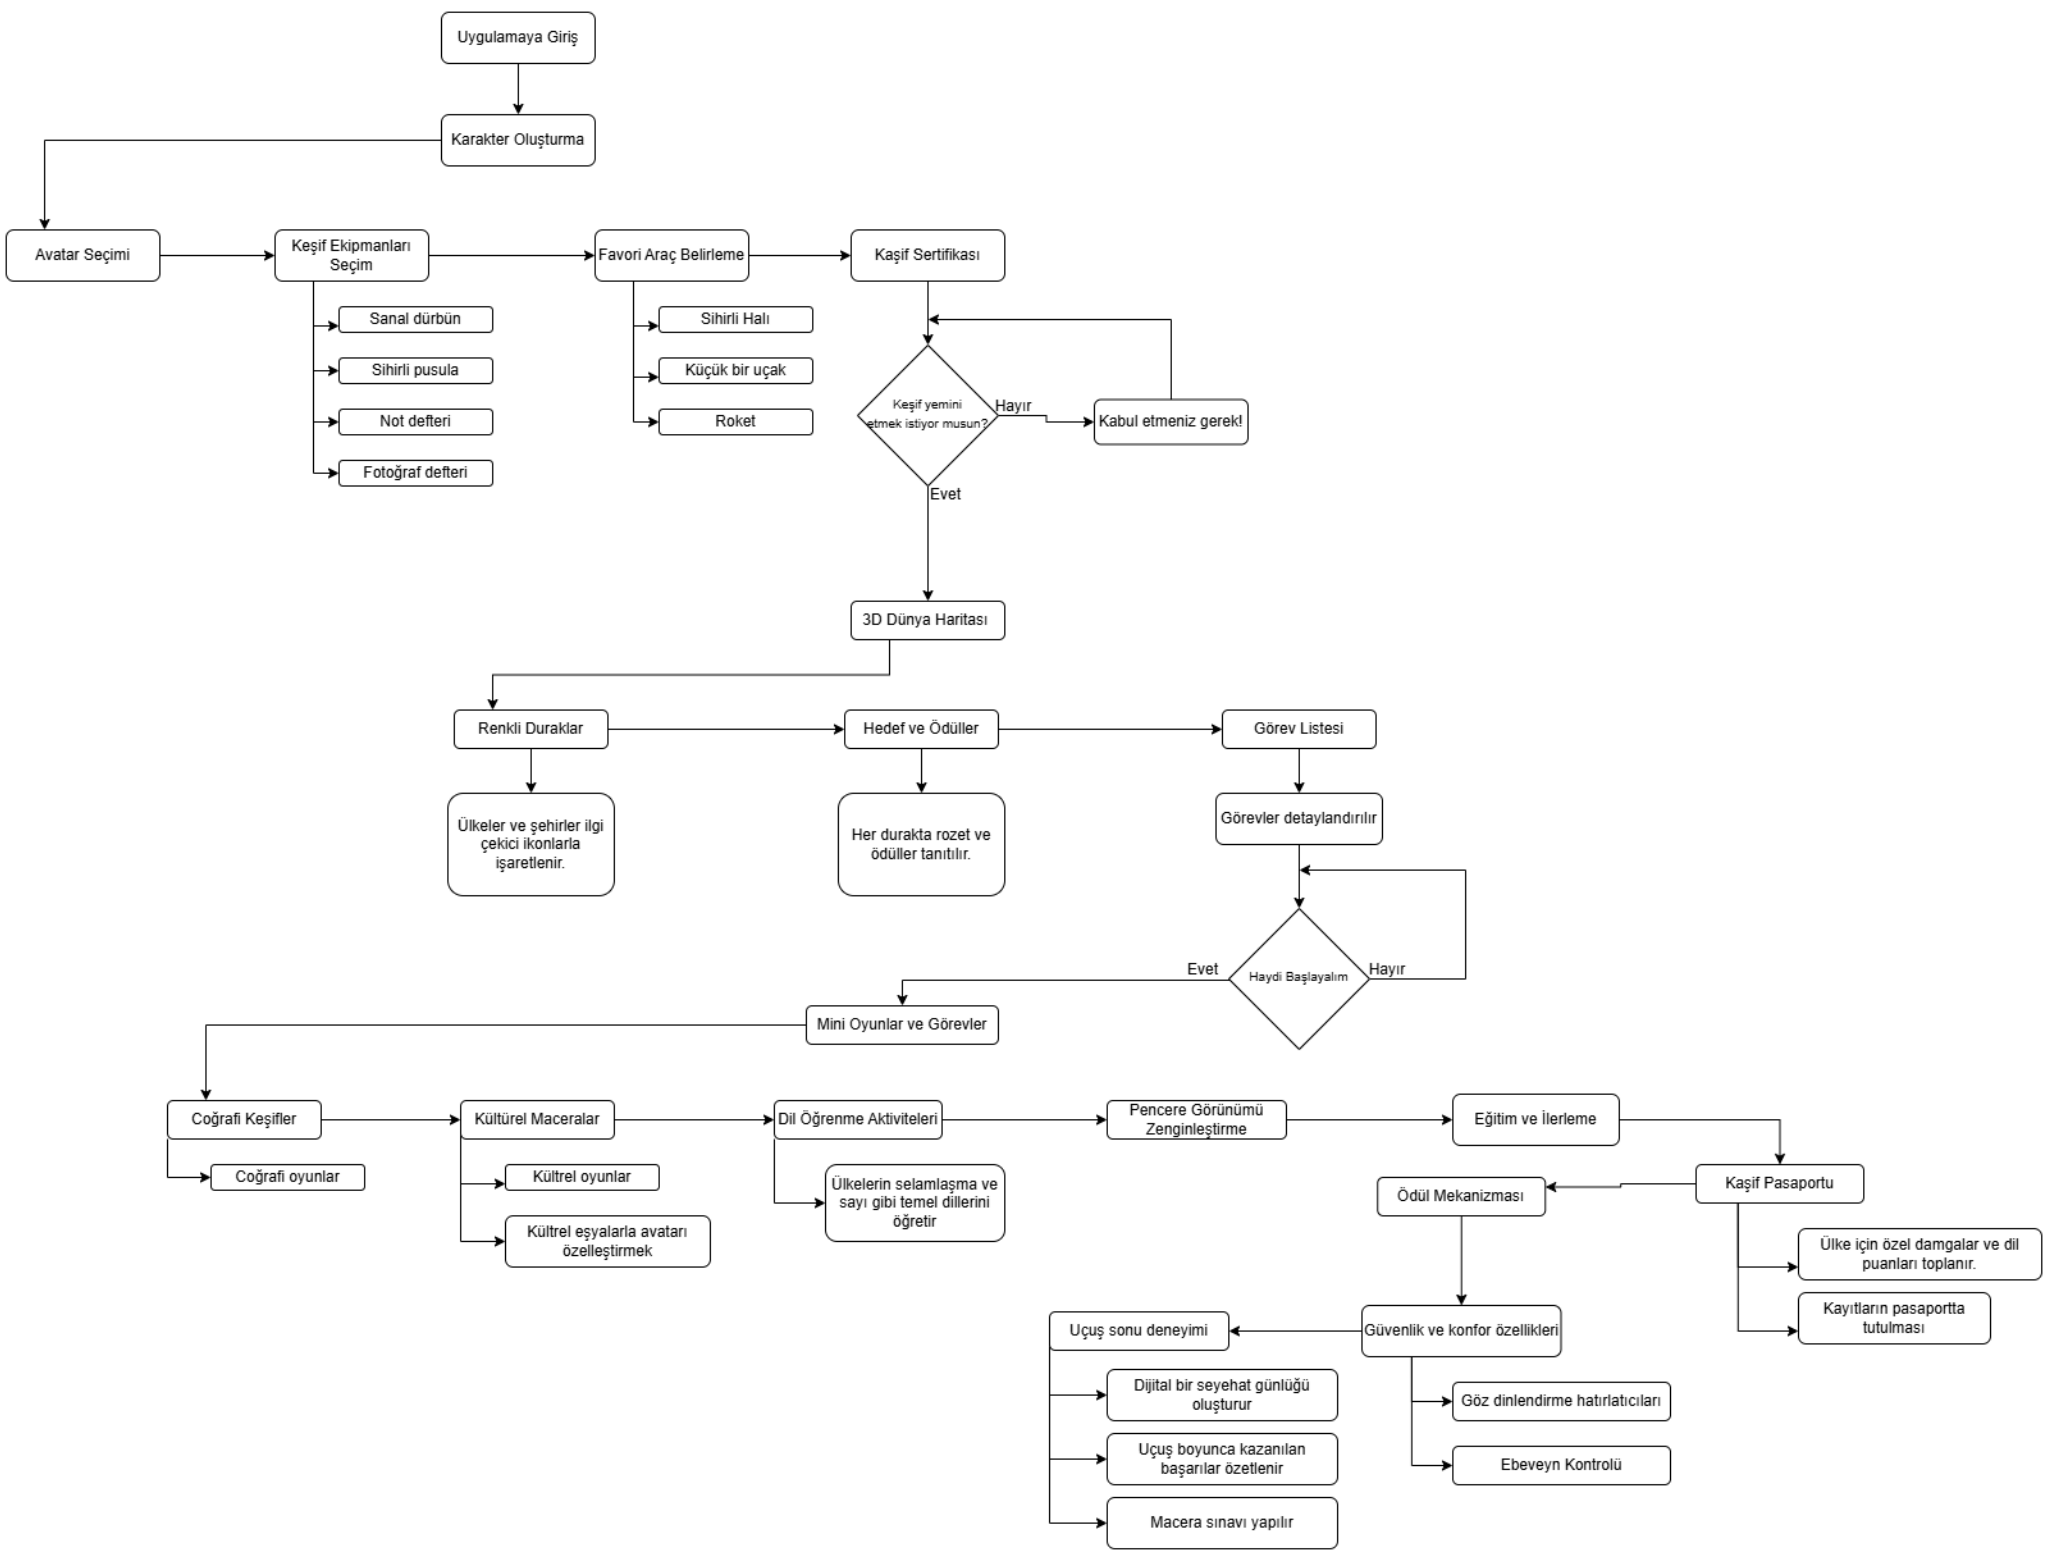 Uygulamaya Giriş
Karakter Oluşturma
Avatar Seçimi
Keşif Ekipmanları
Seçim
Favori Araç Belirleme
Kaşif Sertifikası
Sanal dürbün
Sihirli pusula
Not defteri
Fotoğraf defteri
Sihirli Halı
Küçük bir uçak
Roket
Keşif yemini
etmek istiyor musun?
Hayır
Kabul etmeniz gerek!
Evet
3D Dünya Haritası
Renkli Duraklar
Hedef ve Ödüller
Görev Listesi
Ülkeler ve şehirler ilgi
çekici ikonlarla
işaretlenir.
Her durakta rozet ve
ödüller tanıtılır.
Görevler detaylandırılır
Haydi Başlayalım
Evet
Hayır
Mini Oyunlar ve Görevler
Coğrafi Keşifler
Kültürel Maceralar
Dil Öğrenme Aktiviteleri
Pencere Görünümü
Zenginleştirme
Eğitim ve İlerleme
Coğrafi oyunlar
Kültrel oyunlar
Kültrel eşyalarla avatarı
özelleştirmek
Ülkelerin selamlaşma ve
sayı gibi temel dillerini
öğretir
Kaşif Pasaportu
Ödül Mekanizması
Ülke için özel damgalar ve dil
puanları toplanır.
Kayıtların pasaportta
tutulması
Güvenlik ve konfor özellikleri
Uçuş sonu deneyimi
Göz dinlendirme hatırlatıcıları
Ebeveyn Kontrolü
Dijital bir seyehat günlüğü
oluşturur
Uçuş boyunca kazanılan
başarılar özetlenir
Macera sınavı yapılır